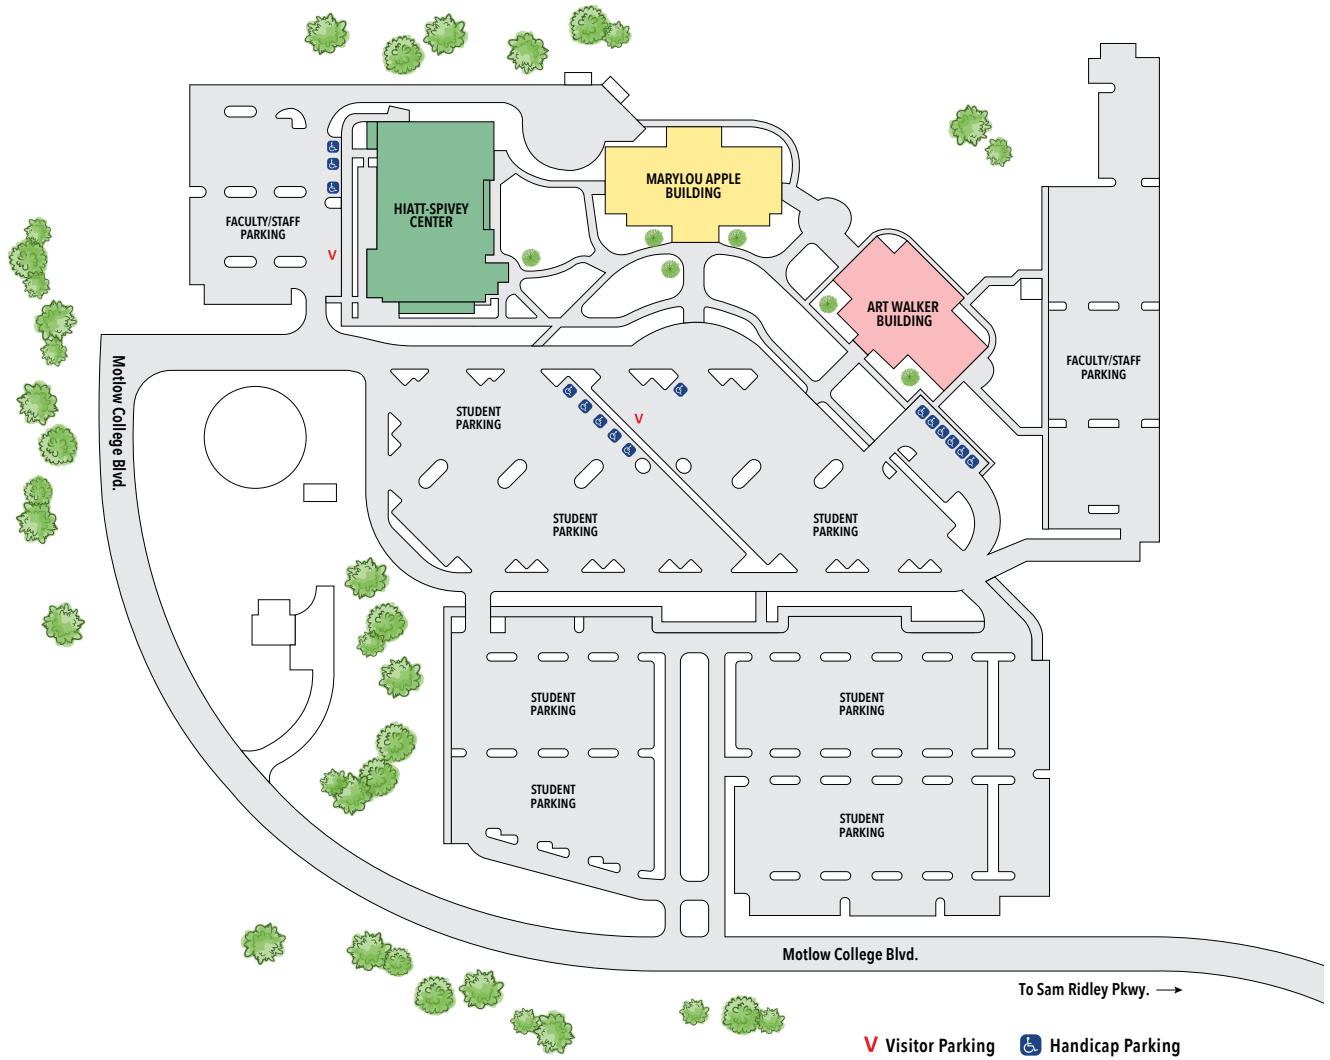 MARYLOU APPLE
BUILDING
HIATT-SPIVEY
CENTER
FACULTY/STAFF
PARKING
V
ART WALKER
BUILDING
FACULTY/STAFF
PARKING
Motlow College Blvd.
STUDENT
PARKING
V
STUDENT
PARKING
STUDENT
PARKING
STUDENT
PARKING
STUDENT
PARKING
STUDENT
PARKING
STUDENT
PARKING
Motlow College Blvd.
To Sam Ridley Pkwy.
V Visitor Parking
Handicap Parking